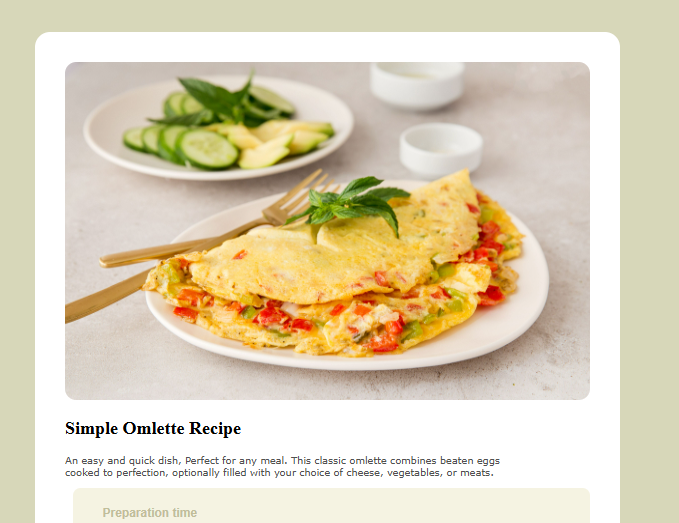 Simple Omlette Recipe
An easy and quick dish, Perfect for any meal. This classic omlette combines beaten eggs
cooked to perfection, optionally filled with your choice of cheese, vegetables, or meats.
Preparation time